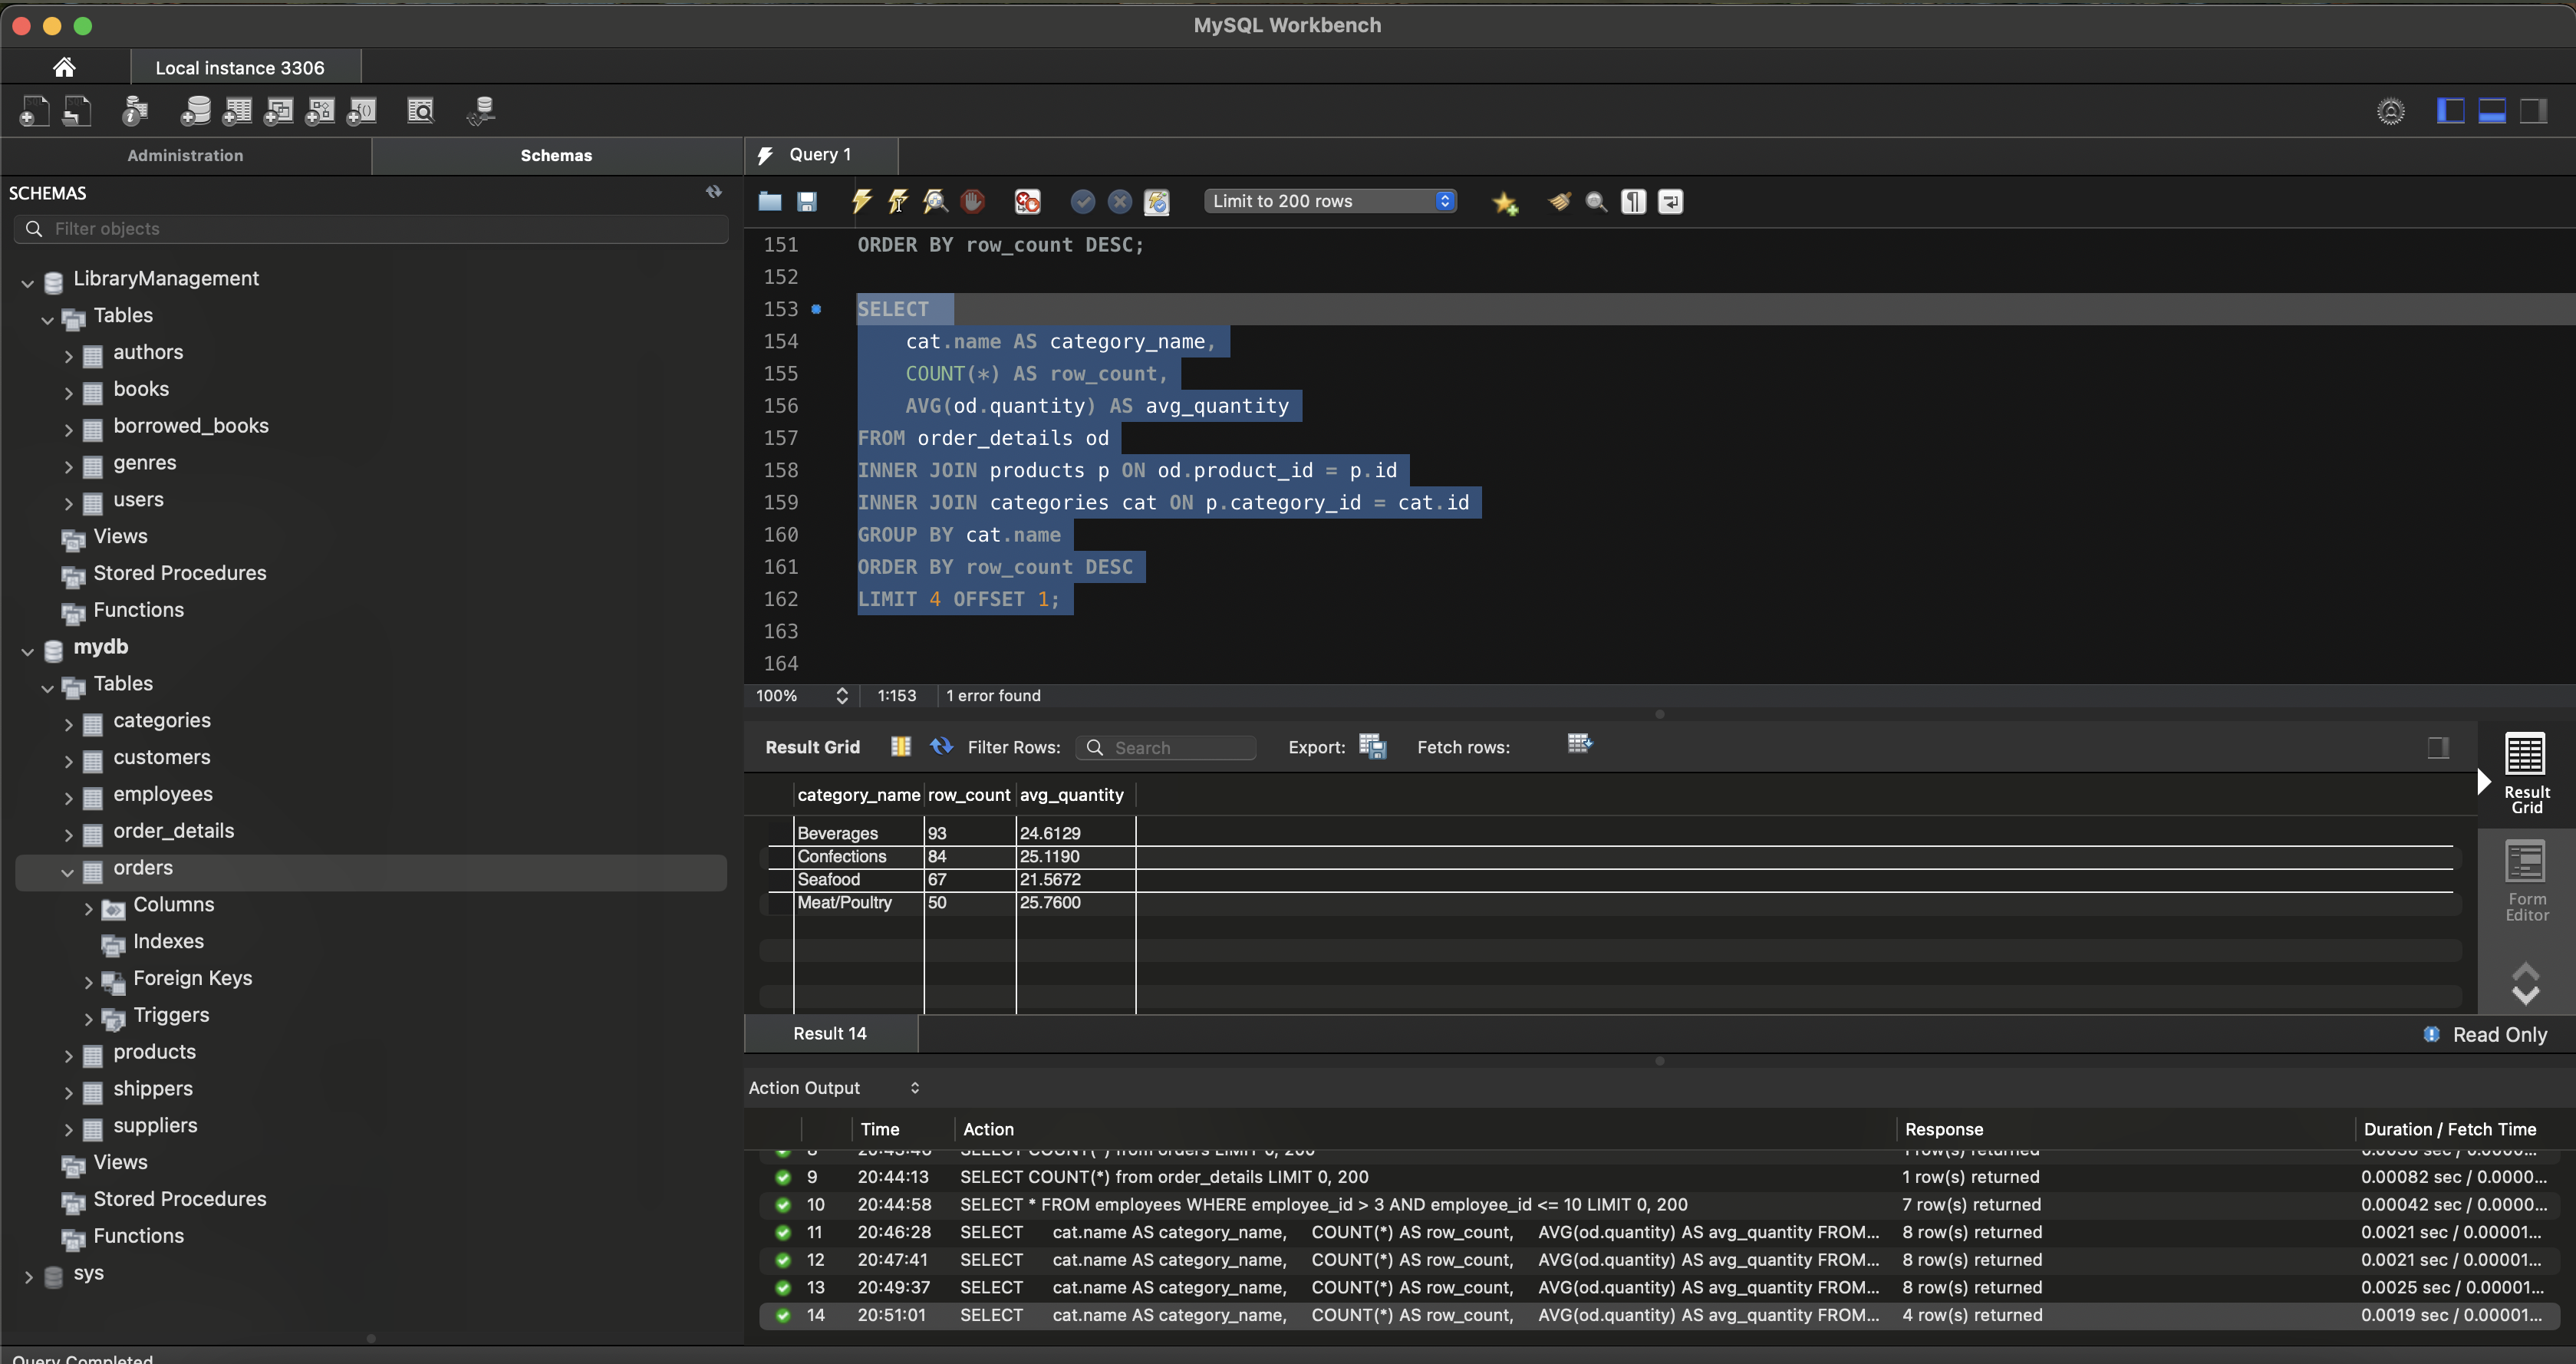 MySQL Workbench
Local instance 3306
Administration
Schemas
Query 1
SCHEMAS
Filter objects
LibraryManagement
Tables
authors
books
borrowed_books
genres
users
Views
Stored Procedures
Functions
mydb
Tables
categories
customers
employees
order_details
orders
Columns
Indexes
Foreign Keys
Triggers
products
shippers
suppliers
Views
Stored Procedures
Functions
sys
Query Completed
Limit to 200 rows
151 ORDER BY row_count DESC;
152
153 SELECT
154 cat.name AS category_name,
155 COUNT(*) AS row_count,
156 AVG(od.quantity) AS avg_quantity
157 FROM order_details od
158 INNER JOIN products p ON od.product_id = p.id
159 INNER JOIN categories cat ON p.category_id = cat.id
160 GROUP BY cat.name
161 ORDER BY row_count DESC
162 LIMIT 4 OFFSET 1;
163
164
100% 1:153 1 error found
Result Grid Filter Rows: Search Export: Fetch rows:
category_name row_count avg_quantity
Beverages 93 24.6129
Confections 84 25.1190
Seafood 67 21.5672
Meat/Poultry 50 25.7600
Result Grid
Form Editor
Result 14
Read Only
Action Output
Time Action Response Duration / Fetch Time
8 SELECT COUNT(*) from orders LIMIT 0, 200 1 row(s) returned
9 20:44:13 SELECT COUNT(*) from order_details LIMIT 0, 200 1 row(s) returned 0.00082 sec / 0.0000...
10 20:44:58 SELECT * FROM employees WHERE employee_id > 3 AND employee_id <= 10 LIMIT 0, 200 7 row(s) returned 0.00042 sec / 0.0000...
11 20:46:28 SELECT cat.name AS category_name, COUNT(*) AS row_count, AVG(od.quantity) AS avg_quantity FROM... 8 row(s) returned 0.0021 sec / 0.00001...
12 20:47:41 SELECT cat.name AS category_name, COUNT(*) AS row_count, AVG(od.quantity) AS avg_quantity FROM... 8 row(s) returned 0.0021 sec / 0.00001...
13 20:49:37 SELECT cat.name AS category_name, COUNT(*) AS row_count, AVG(od.quantity) AS avg_quantity FROM... 8 row(s) returned 0.0025 sec / 0.00001...
14 20:51:01 SELECT cat.name AS category_name, COUNT(*) AS row_count, AVG(od.quantity) AS avg_quantity FROM... 4 row(s) returned 0.0019 sec / 0.00001...